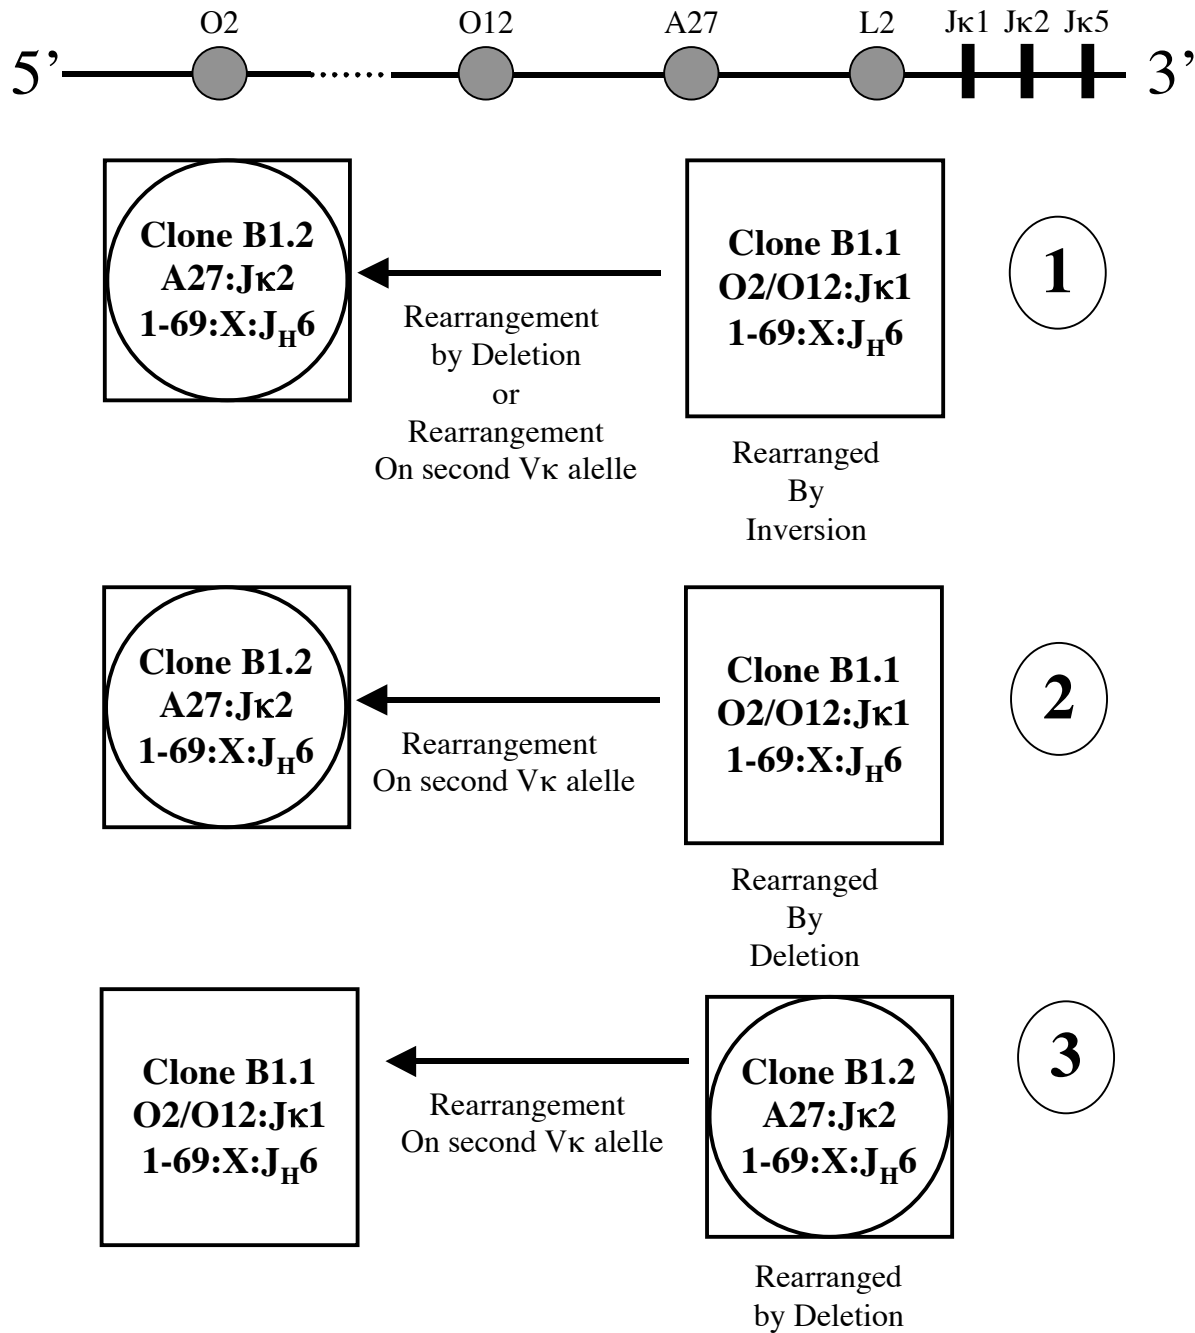 O2 O12 A27 L2 Jκ1 Jκ2 Jκ5
5’ 3’
Clone B1.2
A27:Jκ2
1-69:X:JH6
Rearrangement
by Deletion
or
Rearrangement
On second Vκ alelle
Clone B1.1
O2/O12:Jκ1
1-69:X:JH6
Rearranged
By
Inversion
1
Clone B1.2
A27:Jκ2
1-69:X:JH6
Rearrangement
On second Vκ alelle
Clone B1.1
O2/O12:Jκ1
1-69:X:JH6
Rearranged
By
Deletion
2
Clone B1.1
O2/O12:Jκ1
1-69:X:JH6
Rearrangement
On second Vκ alelle
Clone B1.2
A27:Jκ2
1-69:X:JH6
Rearranged
by Deletion
3